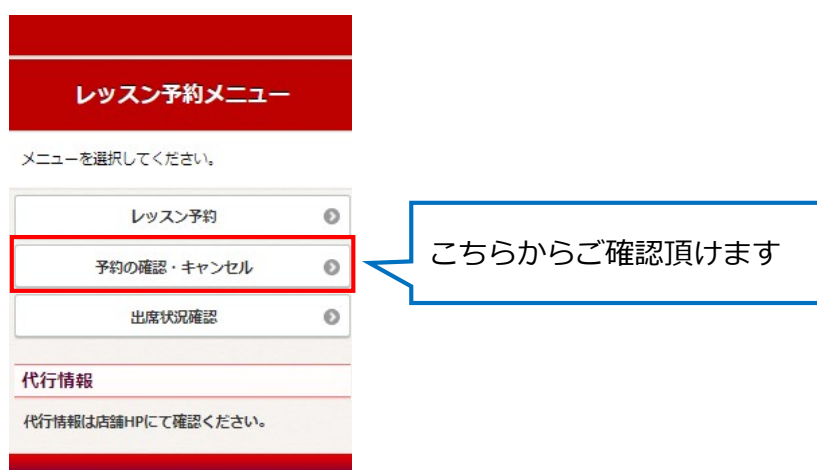 レッスン予約メニュー
メニューを選択してください。
レッスン予約
予約の確認・キャンセル
こちらからご確認頂けます
出席状況確認
代行情報
代行情報は店舗HPにて確認ください。